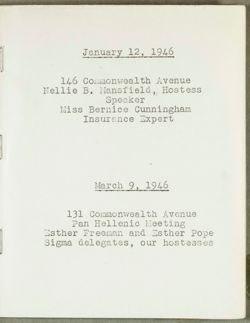 January 12, 1946
146 Commonwealth Avenue
Nellie B. Mansfield, Hostess
Speaker
Miss Bernice Cunningham
Insurance Expert
March 9, 1946
131 Commonwealth Avenue
Pan Hellenic Meeting
Esther Freeman and Esther Pope
Sigma delegates, our hostesses